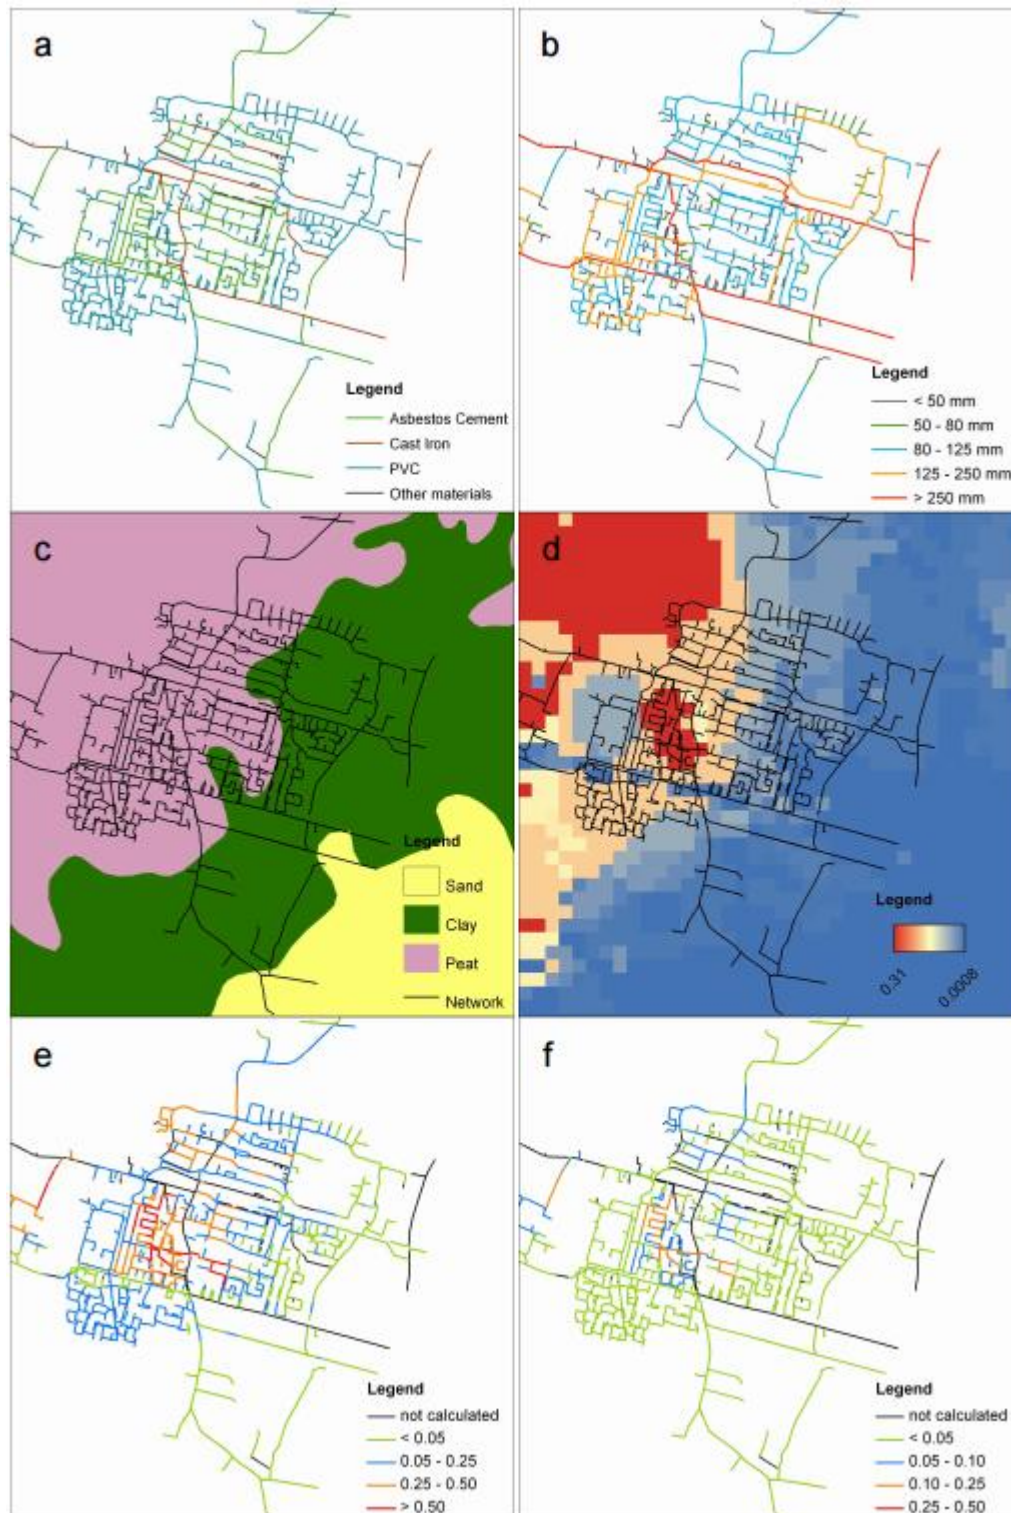 a
b
Legend
Asbestos Cement
Cast Iron
PVC
Other materials
Legend
< 50 mm
50 - 80 mm
80 - 125 mm
125 - 250 mm
> 250 mm
c
d
Legend
Sand
Clay
Peat
Network
Legend
0.31
0.0008
e
f
Legend
not calculated
< 0.05
0.05 - 0.25
0.25 - 0.50
> 0.50
Legend
not calculated
< 0.05
0.05 - 0.10
0.10 - 0.25
0.25 - 0.50